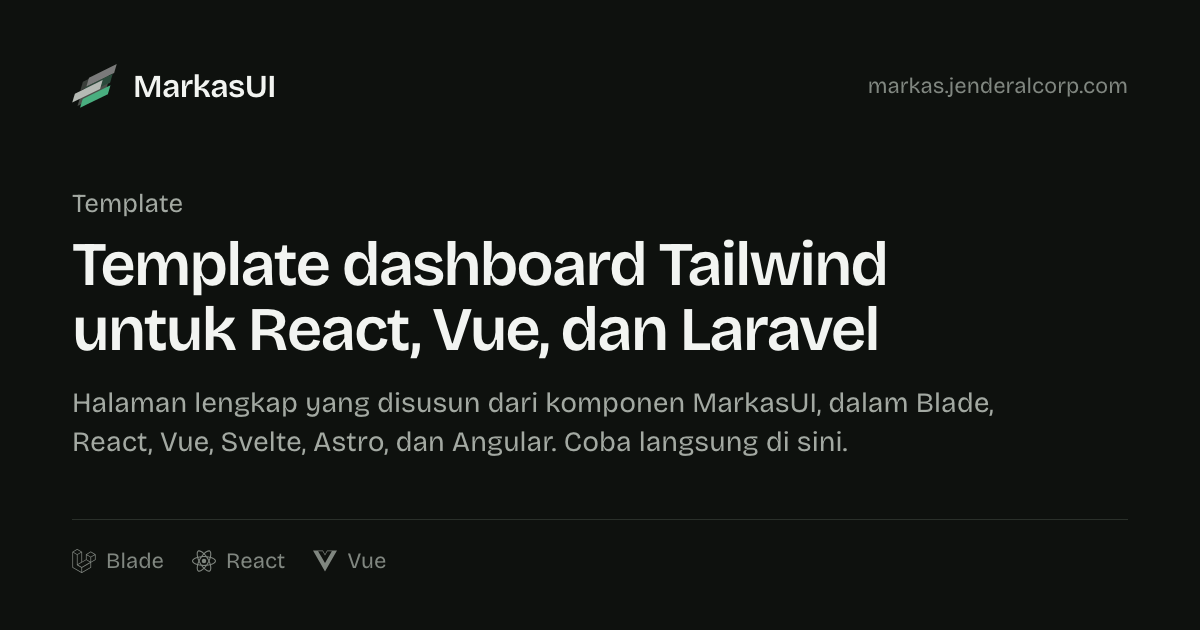 MarkasUI
markas.jenderalcorp.com
Template
Template dashboard Tailwind
untuk React, Vue, dan Laravel
Halaman lengkap yang disusun dari komponen MarkasUI, dalam Blade,
React, Vue, Svelte, Astro, dan Angular. Coba langsung di sini.
Blade React Vue